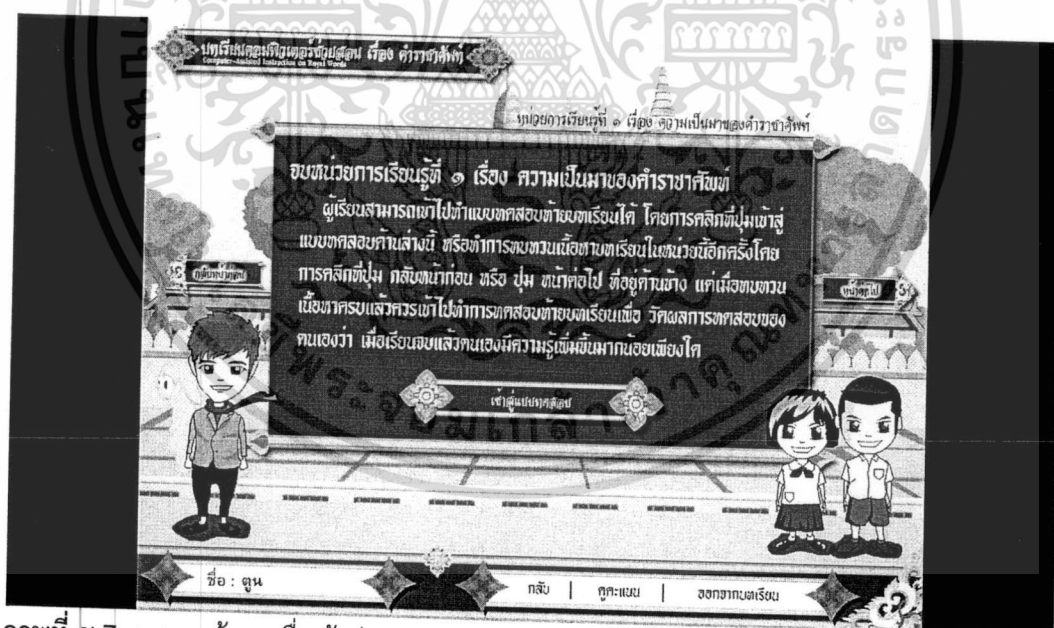 บทเรียนคอมพิวเตอร์ช่วยสอน เรื่อง คำราชาศัพท์
Computer-Assisted Instruction on Royal Words
หน่วยการเรียนรู้ที่ ๑ เรื่อง ความเป็นมาของคำราชาศัพท์
จบหน่วยการเรียนรู้ที่ ๑ เรื่อง ความเป็นมาของคำราชาศัพท์
ผู้เรียนสามารถเข้าไปทำแบบทดสอบท้ายบทเรียนได้ โดยการคลิกที่ปุ่มเข้าสู่
แบบทดสอบด้านล่างนี้ หรือทำการทบทวนเนื้อหาบทเรียนในหน่วยนี้อีกครั้งโดย
การคลิกที่ปุ่ม กลับหน้าก่อน หรือ ปุ่ม หน้าต่อไป ที่อยู่ด้านข้าง แต่เมื่อทบทวน
เนื้อหาครบแล้วควรเข้าไปทำการทดสอบท้ายบทเรียนเพื่อ วัดผลการทดสอบของ
ตนเองว่า เมื่อเรียนจบแล้วตนเองมีความรู้เพิ่มขึ้นมากน้อยเพียงใด
กลับหน้าก่อน
หน้าต่อไป
เข้าสู่แบบทดสอบ
ชื่อ : ตูน
กลับ | ดูคะแนน | ออกจากบทเรียน